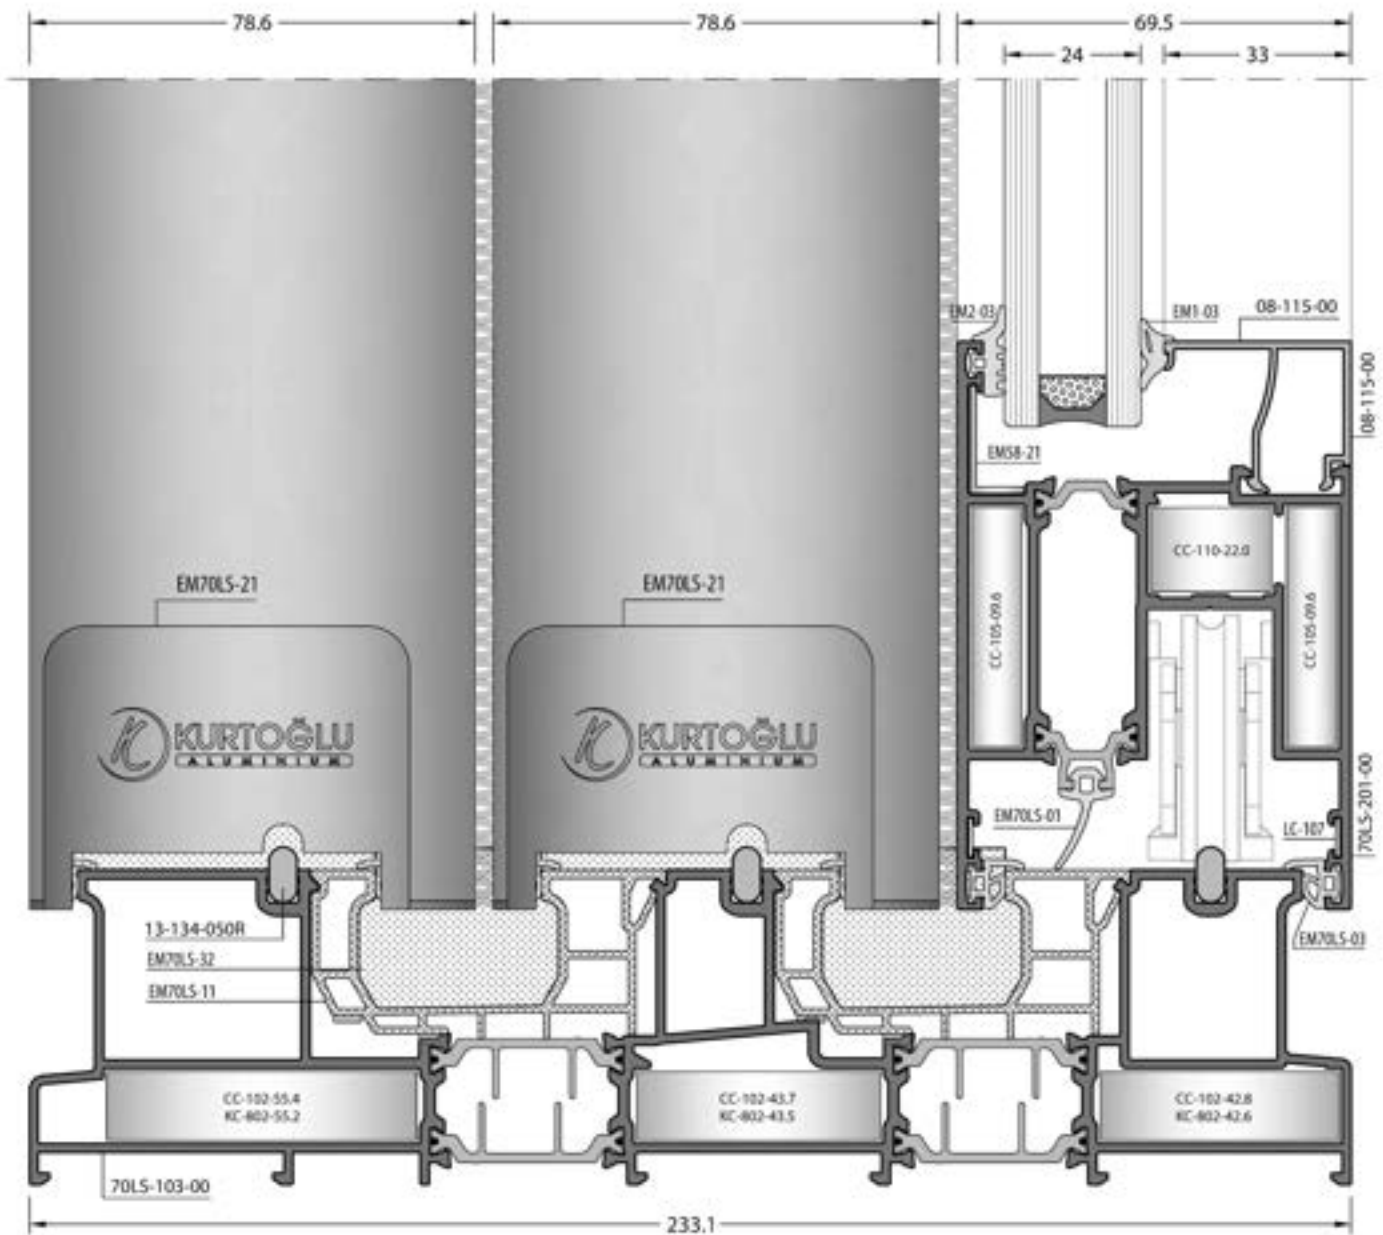 78.6
78.6
69.5
24
33
EM2-03
EM1-03
08-115-00
08-115-00
EM58-21
CC-110-22.0
CC-105-09.6
CC-105-09.6
EM70LS-21
EM70LS-21
K KURTOĞLU
ALUMINIUM
K KURTOĞLU
ALUMINIUM
EM70LS-01
LC-107
70LS-201-00
13-134-050R
EM70LS-32
EM70LS-11
EM70LS-03
CC-102-55.4
KC-802-55.2
CC-102-43.7
KC-802-43.5
CC-102-42.8
KC-802-42.6
70LS-103-00
233.1